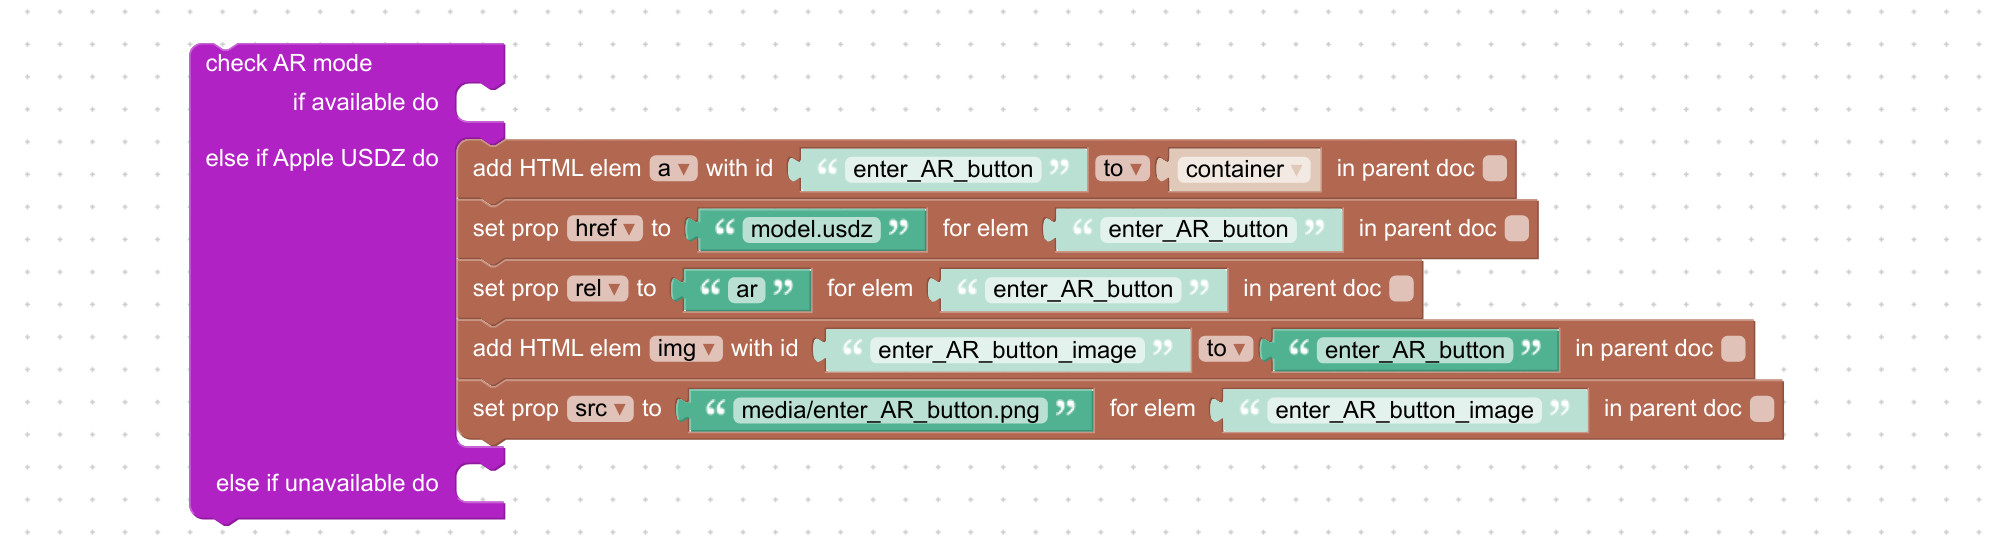 check AR mode
if available do
else if Apple USDZ do
add HTML elem a ▾ with id “ enter_AR_button ” to ▾ container ▾ in parent doc
set prop href ▾ to “ model.usdz ” for elem “ enter_AR_button ” in parent doc
set prop rel ▾ to “ ar ” for elem “ enter_AR_button ” in parent doc
add HTML elem img ▾ with id “ enter_AR_button_image ” to ▾ “ enter_AR_button ” in parent doc
set prop src ▾ to “ media/enter_AR_button.png ” for elem “ enter_AR_button_image ” in parent doc
else if unavailable do